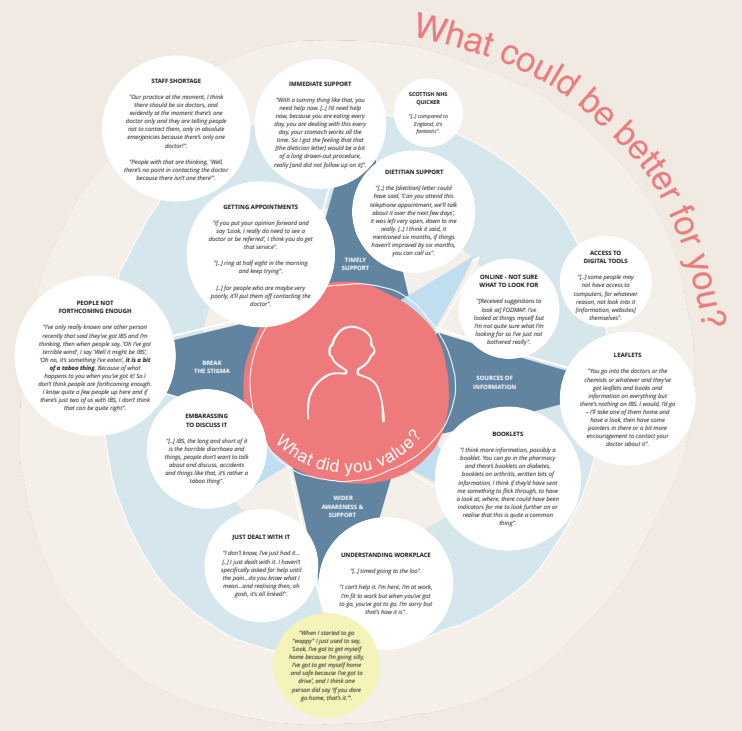 What could be better for you?
STAFF SHORTAGE
"Our practice at the moment, I think
there should be six doctors, and
evidently at the moment there's one
doctor only and they are telling people
not to contact them, only in absolute
emergencies because there's only one
doctor!".
"People with that are thinking, 'Well,
there's no point in contacting the doctor
because there isn't one there'".
IMMEDIATE SUPPORT
"With a tummy thing like that, you
need help now. [..] I'd need help
now, because you are eating every
day, you are dealing with this every
day, your stomach works all the
time. So I got the feeling that that
[the dietitian letter] would be a bit
of a long drawn-out procedure,
really [and did not follow up on it]".
SCOTTISH NHS
QUICKER
"[..] compared to
England, it's
fantastic".
DIETITIAN SUPPORT
"[..] the [dietitian] letter could
have said, 'Can you attend this
telephone appointment, we'll talk
about it over the next few days',
it was left very open, down to me
really. [..] I think it said, it
mentioned six months, if things
haven't improved by six months,
you can call us".
GETTING APPOINTMENTS
"If you put your opinion forward and
say 'Look, I really do need to see a
doctor or be referred', I think you do get
that service".
"[..] ring at half eight in the morning
and keep trying".
[..] for people who are maybe very
poorly, it'll put them off contacting the
doctor".
TIMELY
SUPPORT
ONLINE - NOT SURE
WHAT TO LOOK FOR
"[Received suggestions to
look at] FODMAP. I've
looked at things myself but
I'm not quite sure what I'm
looking for so I've just not
bothered really".
ACCESS TO
DIGITAL TOOLS
"[..] some people may
not have access to
computers, for whatever
reason, not look into it
[information, websites]
themselves".
PEOPLE NOT
FORTHCOMING ENOUGH
"I've only really known one other person
recently that said they've got IBS and I'm
thinking, then when people say, 'Oh I've got
terrible wind', I say 'Well it might be IBS',
'Oh no, it's something I've eaten', it is a bit
of a taboo thing. Because of what
happens to you when you've got it! So I
don't think people are forthcoming enough.
I know quite a few people up here and if
there's just two of us with IBS, I don't think
that can be quite right".
BREAK
THE STIGMA
SOURCES OF
INFORMATION
LEAFLETS
"You go into the doctors or the
chemists or whatever and they've
got leaflets and books and
information on everything but
there's nothing on IBS. I would, I'd go
– I'll take one of them home and
have a look, then have some
pointers in there or a bit more
encouragement to contact your
doctor about it".
EMBARASSING
TO DISCUSS IT
"[..] IBS, the long and short of it
is the horrible diarrhoea and
things, people don't want to talk
about and discuss, accidents
and things like that, it's rather a
taboo thing".
What did you value?
BOOKLETS
"I think more information, possibly a
booklet. You can go in the pharmacy
and there's booklets on diabetes,
booklets on arthritis, written bits of
information, I think if they'd have sent
me something to flick through, to have
a look at, where, there could have been
indicators for me to look further on or
realise that this is quite a common
thing".
WIDER
AWARENESS &
SUPPORT
JUST DEALT WITH IT
"I don't know, I've just had it...
[..] I just dealt with it. I haven't
specifically asked for help until
the pain...do you know what I
mean...and realising then, oh
gosh, it's all linked!".
UNDERSTANDING WORKPLACE
"[..] timed going to the loo".
"I can't help it. I'm here, I'm at work,
I'm fit to work but when you've got
to go, you've got to go. I'm sorry but
that's how it is".
"When I started to go
"wappy" I just used to say,
'Look, I've got to get myself
home because I'm going silly,
I've got to get myself home
and safe because I've got to
drive', and I think one
person did say 'If you dare
go home, that's it.'".